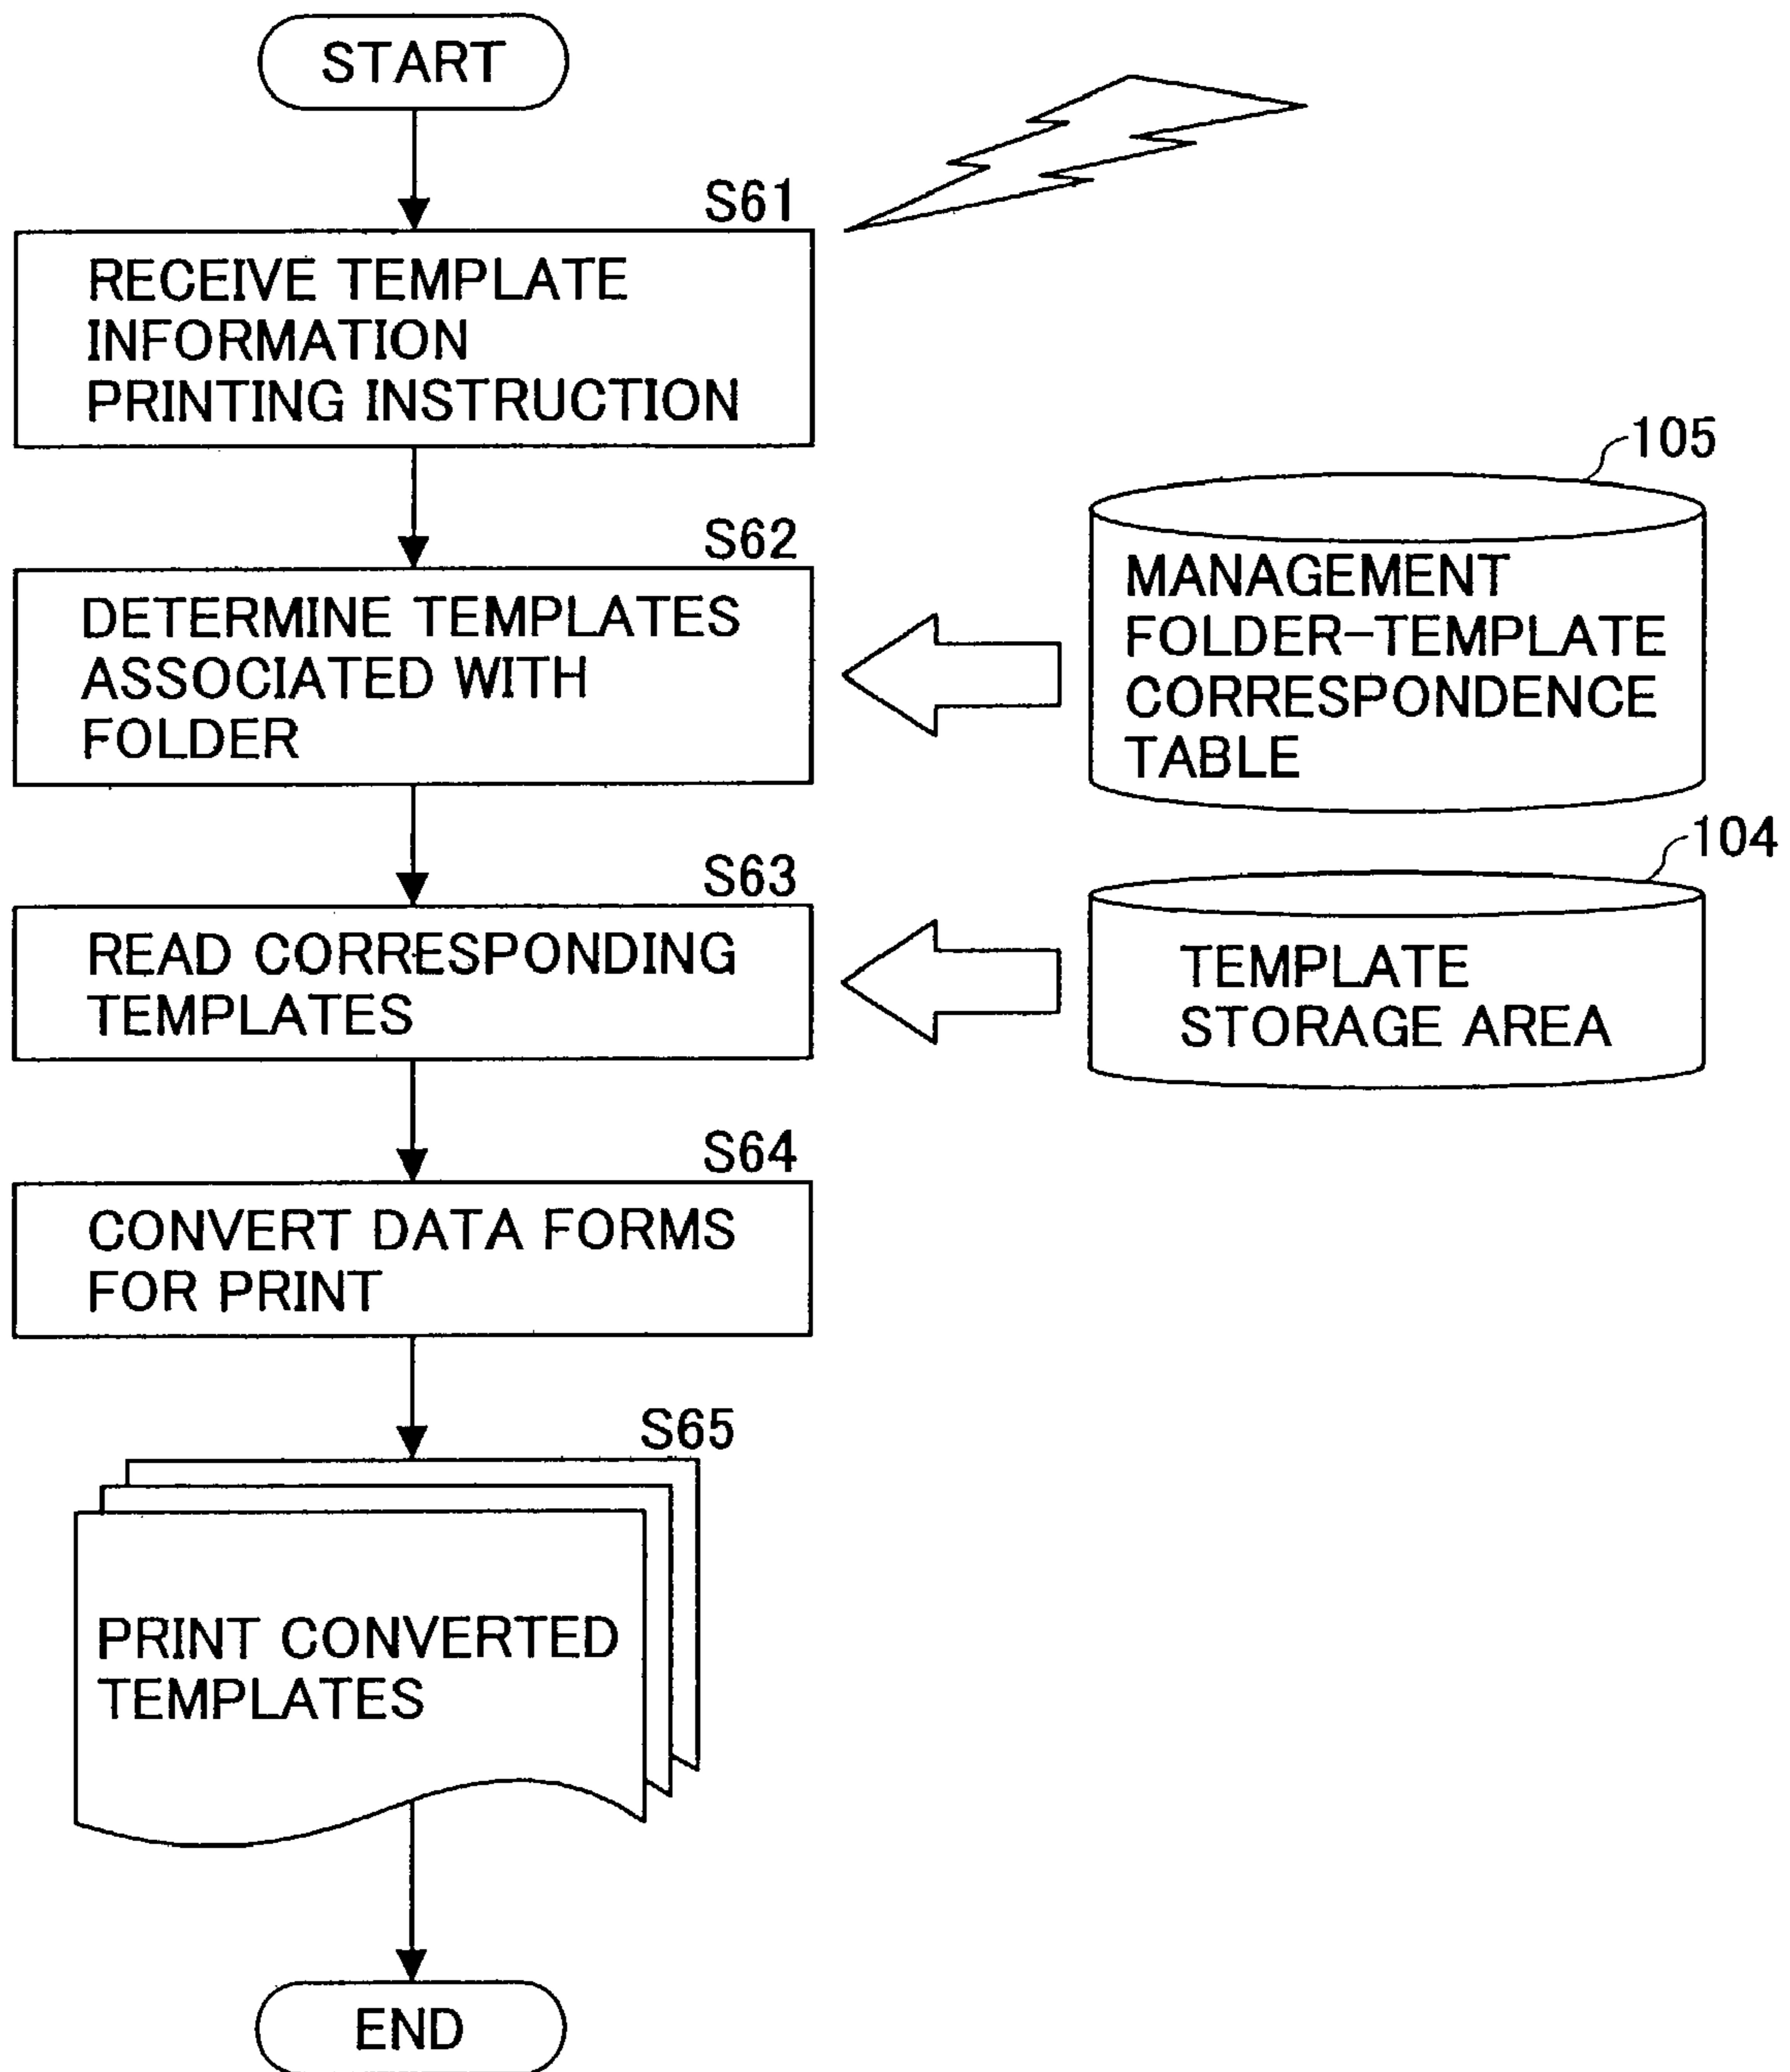 START
S61
RECEIVE TEMPLATE
INFORMATION
PRINTING INSTRUCTION
105
S62
DETERMINE TEMPLATES
ASSOCIATED WITH
FOLDER
MANAGEMENT
FOLDER-TEMPLATE
CORRESPONDENCE
TABLE
104
S63
READ CORRESPONDING
TEMPLATES
TEMPLATE
STORAGE AREA
S64
CONVERT DATA FORMS
FOR PRINT
S65
PRINT CONVERTED
TEMPLATES
END